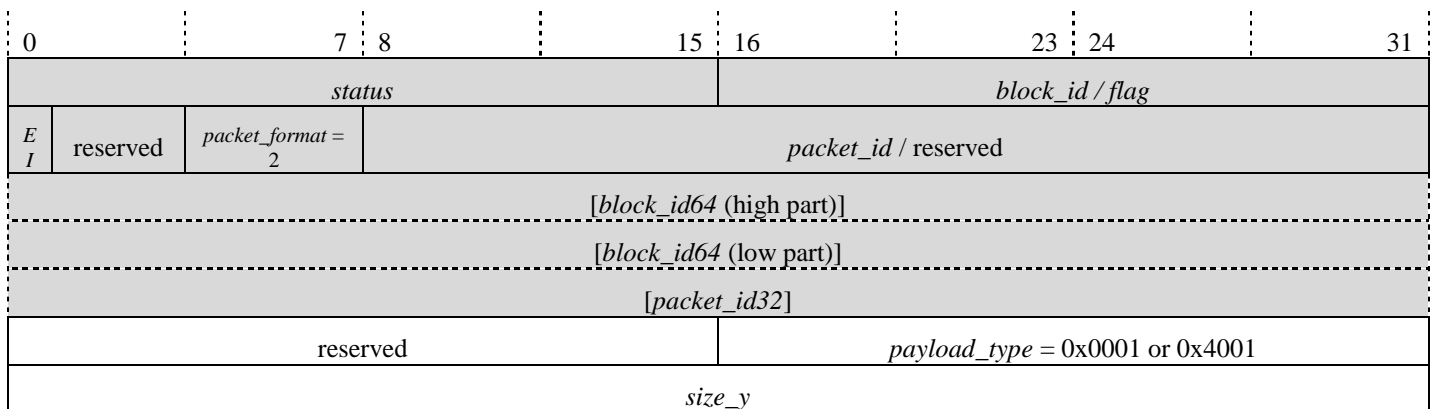 0 7 8 15 16 23 24 31
status block_id / flag
E
I reserved packet_format =
2 packet_id / reserved
[block_id64 (high part)]
[block_id64 (low part)]
[packet_id32]
reserved payload_type = 0x0001 or 0x4001
size_y